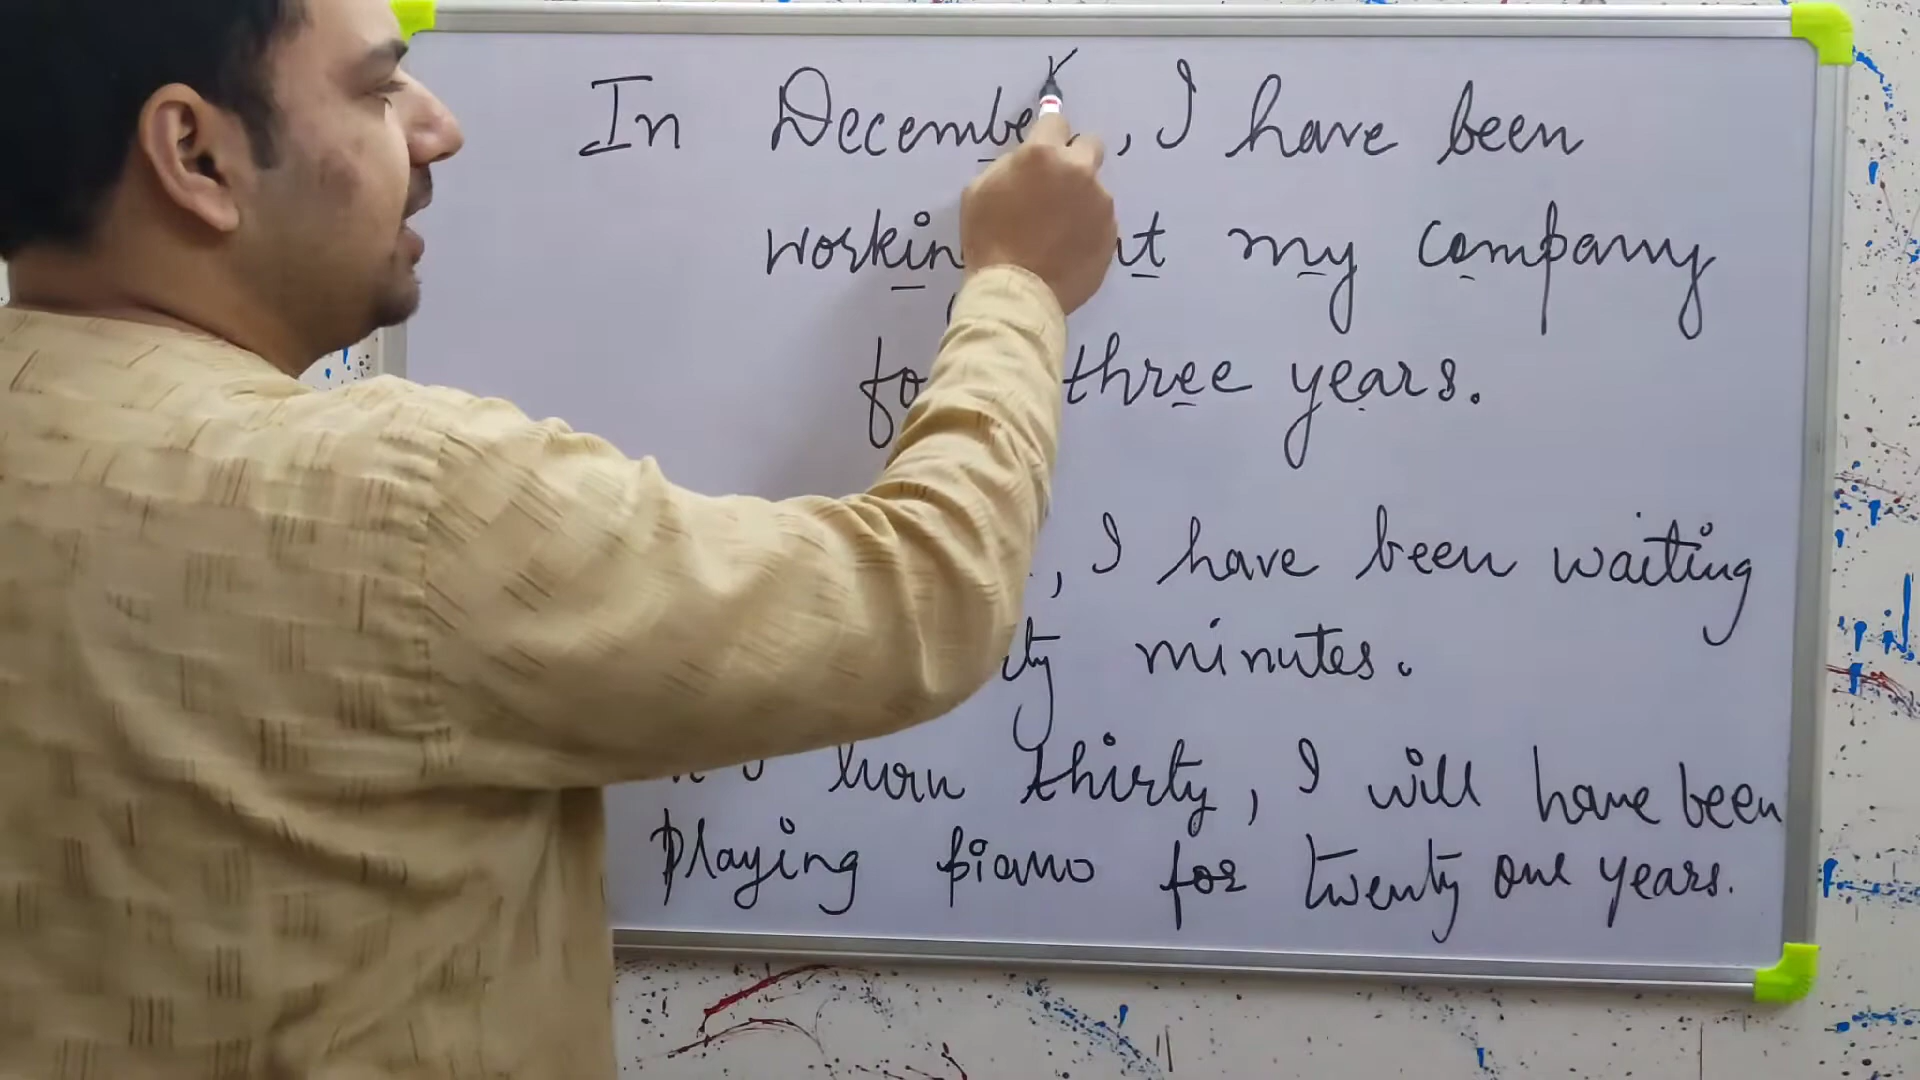 In December, I have been
working at my company
for three years.
, I have been waiting
minutes.
turn thirty, I will have been
playing piano for twenty one years.